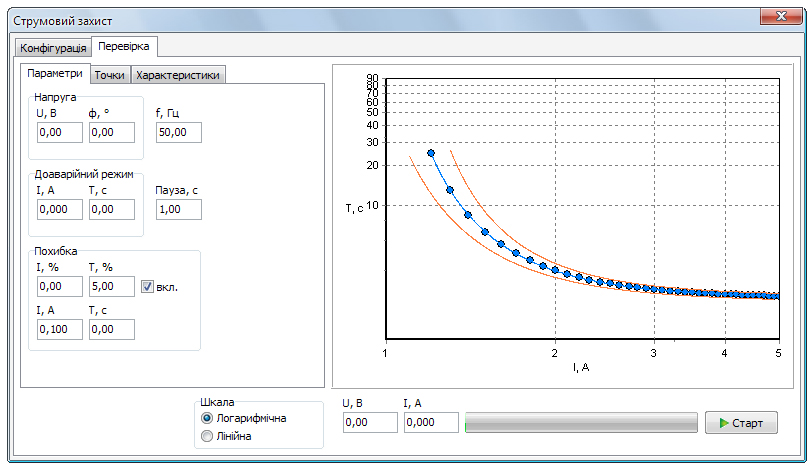 Струмовий захист
Конфігурація Перевірка
Параметри Точки Характеристики
Напруга
U, В ф, ° f, Гц
0,00 0,00 50,00
Доаварійний режим
I, А T, с Пауза, с
0,000 0,00 1,00
Похибка
I, % T, %
0,00 5,00 вкл.
I, А T, с
0,100 0,00
90
80
70
60
50
40
30
20
T, с 10
1 2 3 4 5
I, А
Шкала
Логарифмічна
Лінійна
U, В I, А
0,00 0,000 Старт